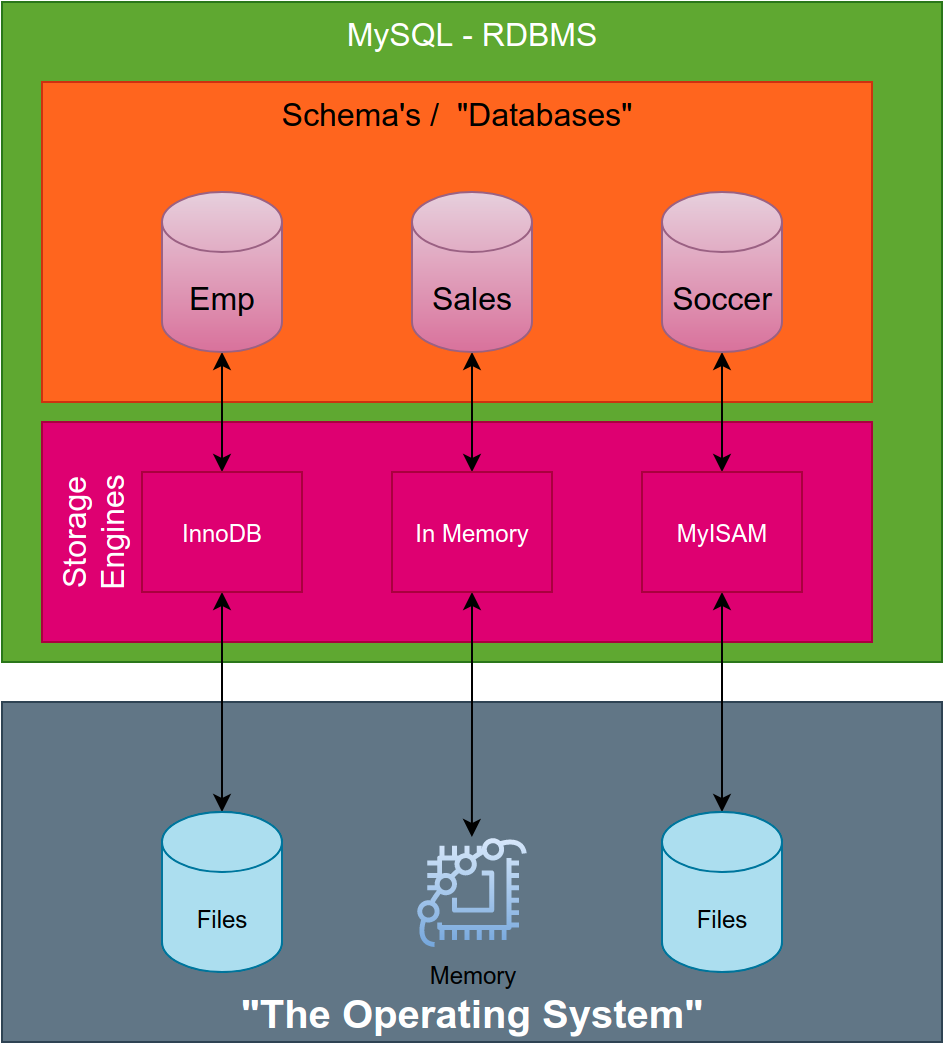 MySQL - RDBMS
Schema's / "Databases"
Emp
Sales
Soccer
Storage
Engines
InnoDB
In Memory
MyISAM
Files
Memory
Files
"The Operating System"